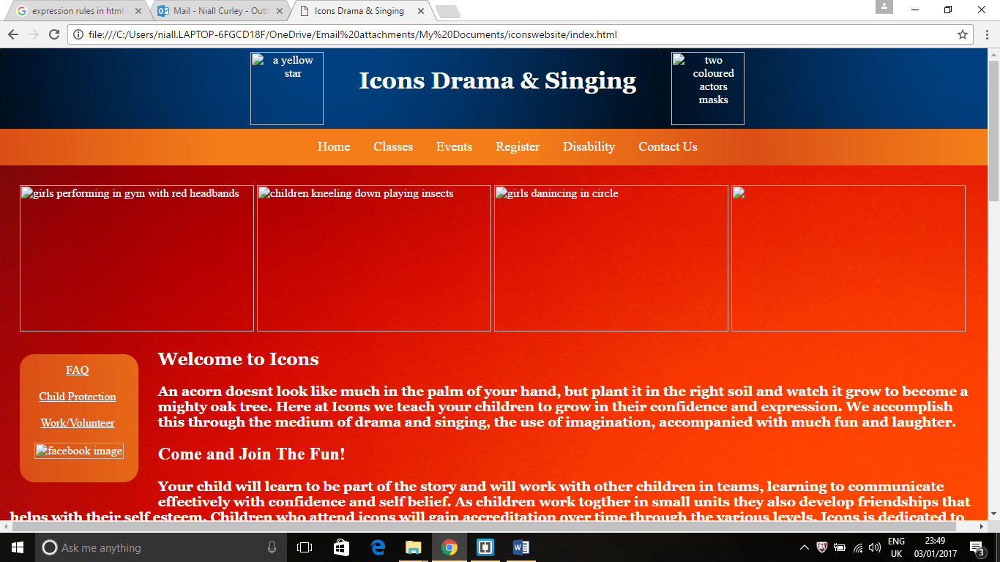 expression rules in html -
Mail - Niall Curley - Outl
Icons Drama & Singing
file:///C:/Users/niall.LAPTOP-6FGCD18F/OneDrive/Email%20attachments/My%20Documents/iconswebsite/index.html
a yellow
star
Icons Drama & Singing
two
coloured
actors
masks
Home Classes Events Register Disability Contact Us
girls performing in gym with red headbands
children kneeling down playing insects
girls danincing in circle
FAQ
Child Protection
Work/Volunteer
facebook image
Welcome to Icons
An acorn doesnt look like much in the palm of your hand, but plant it in the right soil and watch it grow to become a
mighty oak tree. Here at Icons we teach your children to grow in their confidence and expression. We accomplish
this through the medium of drama and singing, the use of imagination, accompanied with much fun and laughter.
Come and Join The Fun!
Your child will learn to be part of the story and will work with other children in teams, learning to communicate
effectively with confidence and self belief. As children work togther in small units they also develop friendships that
helps with their self esteem. Children who attend icons will gain accreditation over time through the various levels. Icons is dedicated to
Ask me anything
ENG
UK
23:49
03/01/2017
3